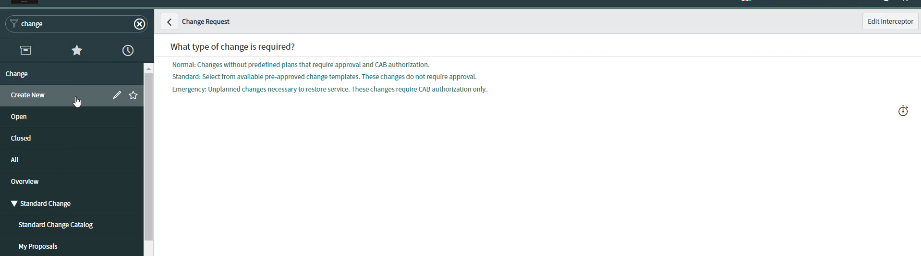 change
Change Request
Edit Interceptor
What type of change is required?
Normal: Changes without predefined plans that require approval and CAB authorization.
Standard: Select from available pre-approved change templates. These changes do not require approval.
Emergency: Unplanned changes necessary to restore service. These changes require CAB authorization only.
Change
Create New
Open
Closed
All
Overview
Standard Change
Standard Change Catalog
My Proposals